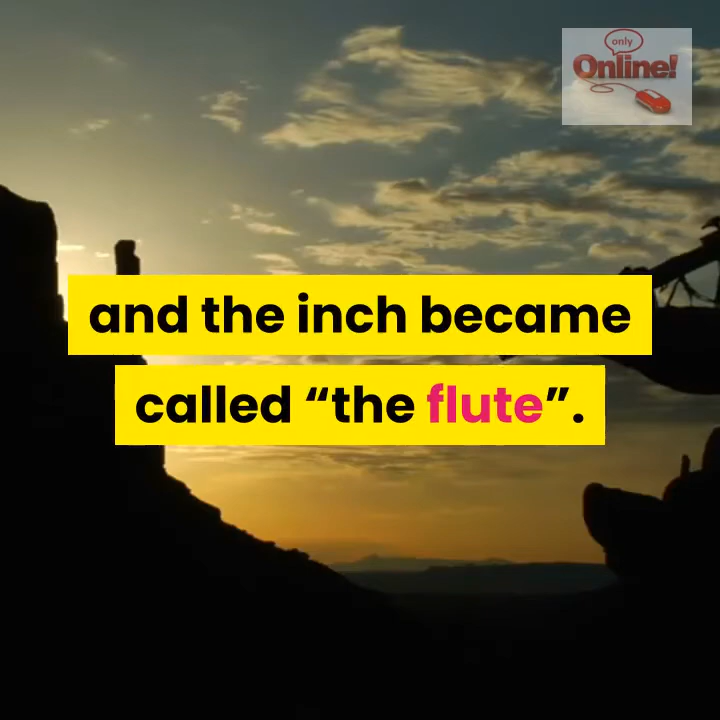 only
Online!
and the inch became
called “the flute”.